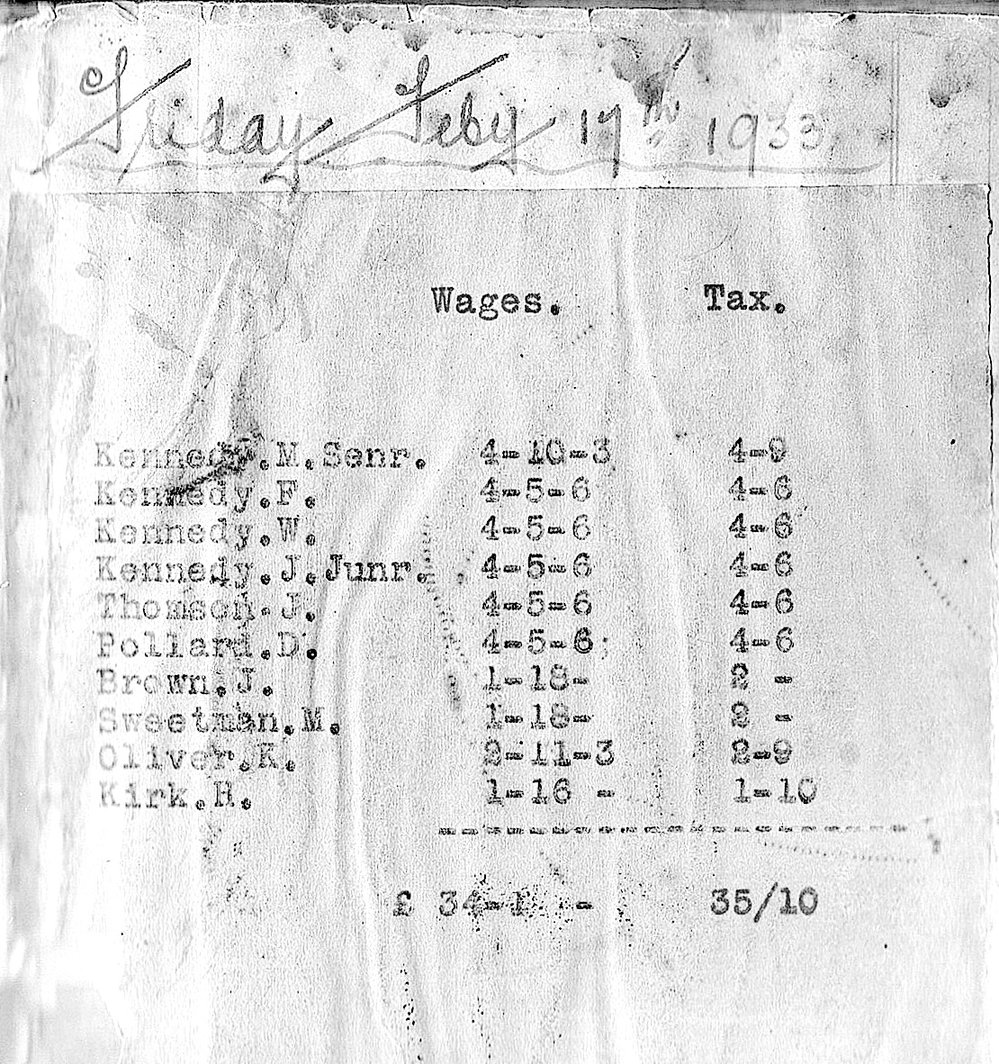 Friday Feby 17th 1933
Wages. Tax.
Kennedy.M.Senr. 4-10-3 4-9
Kennedy.F. 4-5-6 4-6
Kennedy.W. 4-5-6 4-6
Kennedy.J.Junr. 4-5-6 4-6
Thomson.J. 4-5-6 4-6
Pollard.D. 4-5-6 4-6
Brown.J. 1-18- 2 -
Sweetman.M. 1-18- 2 -
Oliver.K. 2-11-3 2-9
Kirk.H. 1-16 - 1-10
£ 34-1 - 35/10